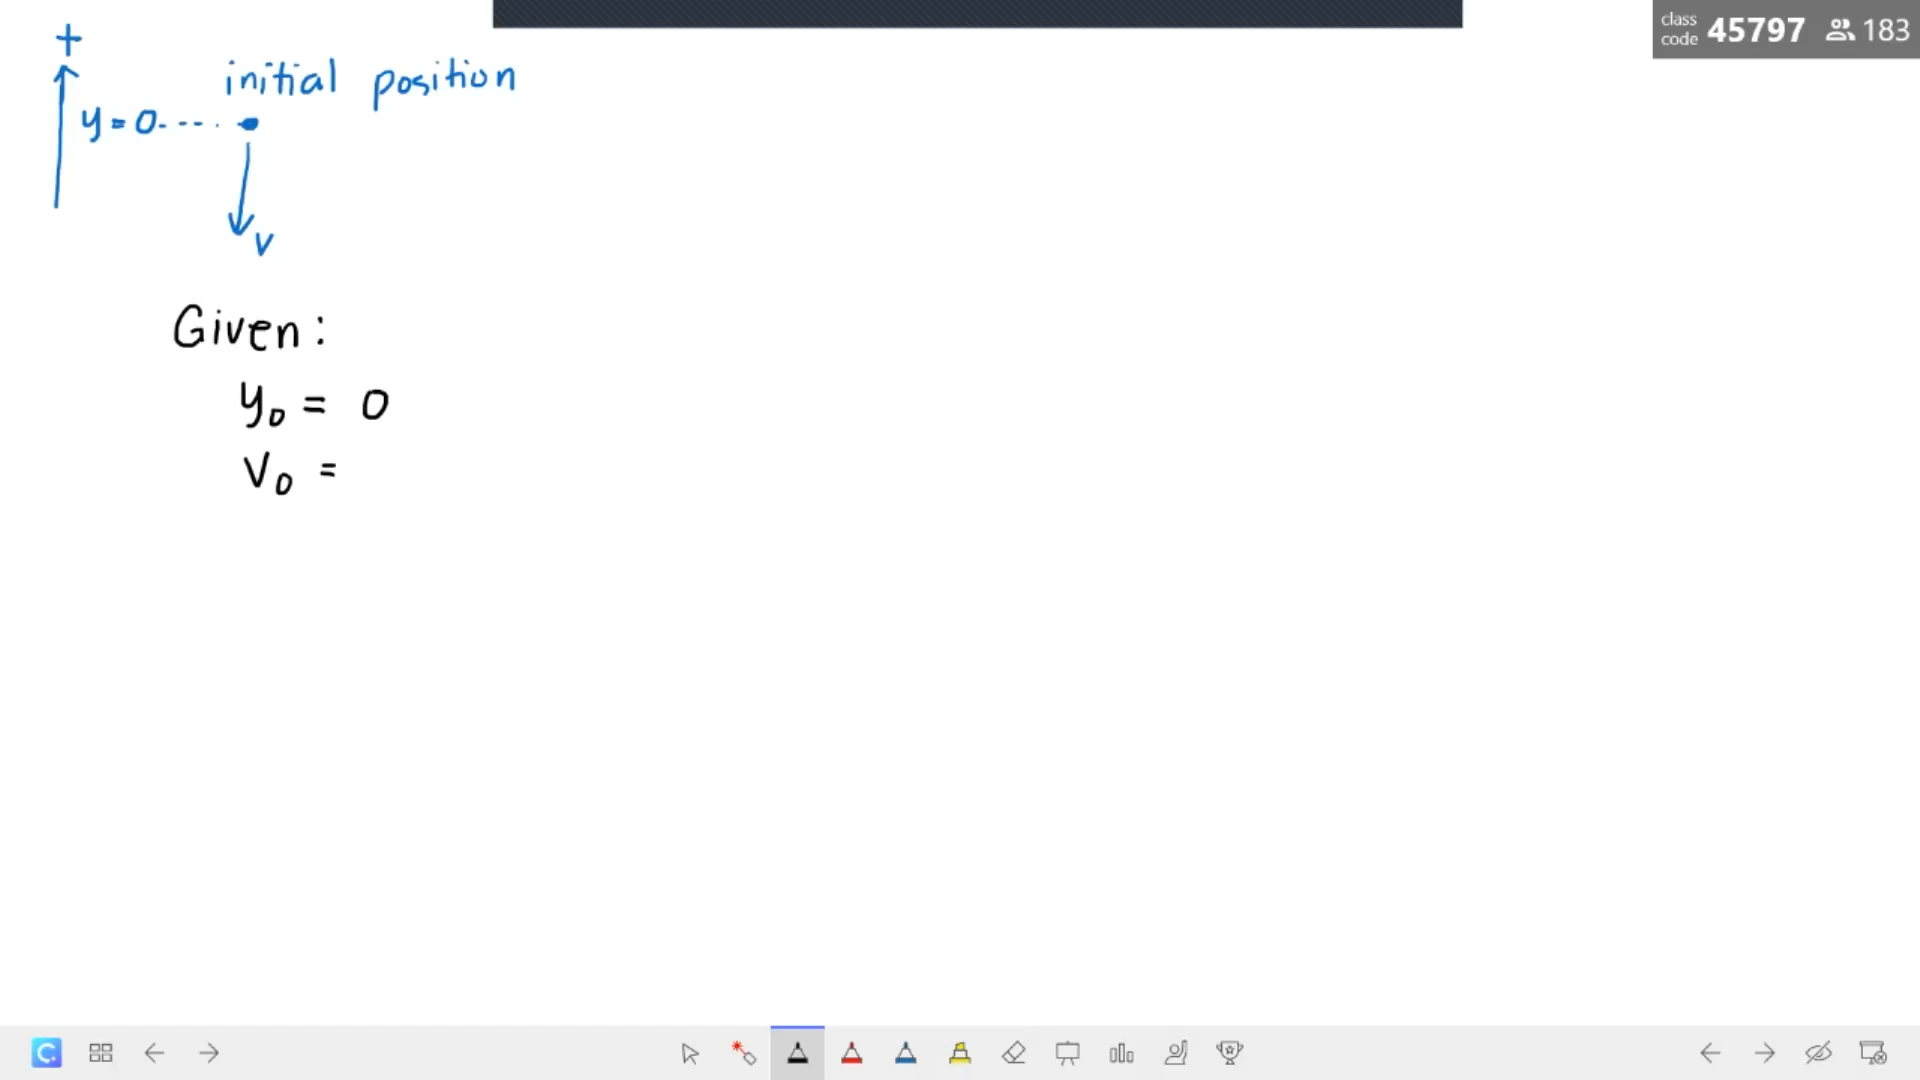 class code 45797 183
+
initial position
y = 0
v
Given:
y₀ = 0
v₀ =